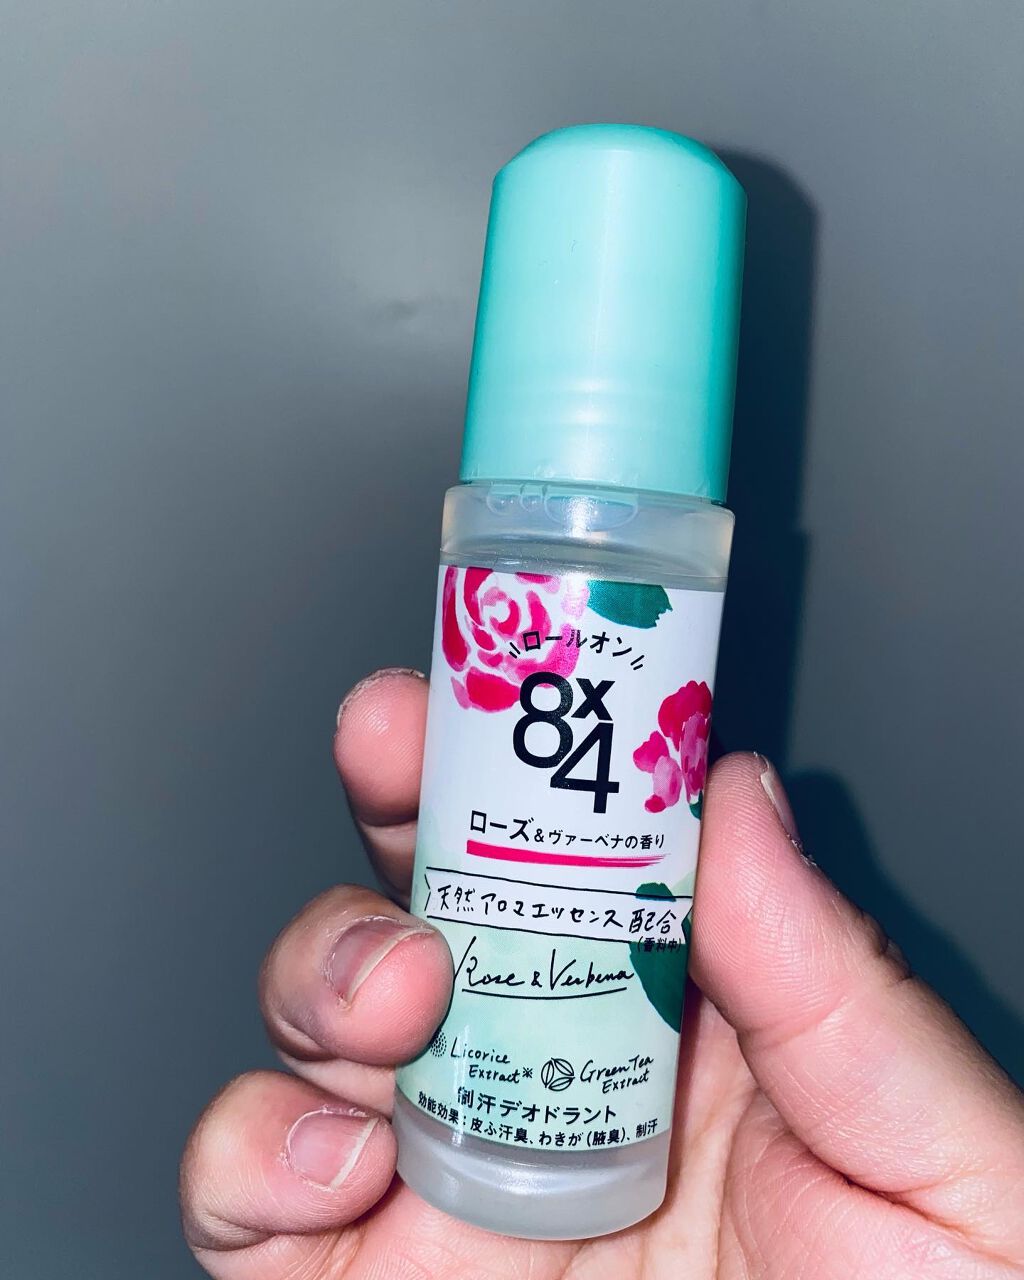 ロールオン
8x4
ローズ&ヴァーベナの香り
天然アロマエッセンス配合
(香料中)
Rose & Verbena
Licorice
Extract※
Green Tea
Extract
制汗デオドラント
効能効果:皮ふ汗臭、わきが(腋臭)、制汗